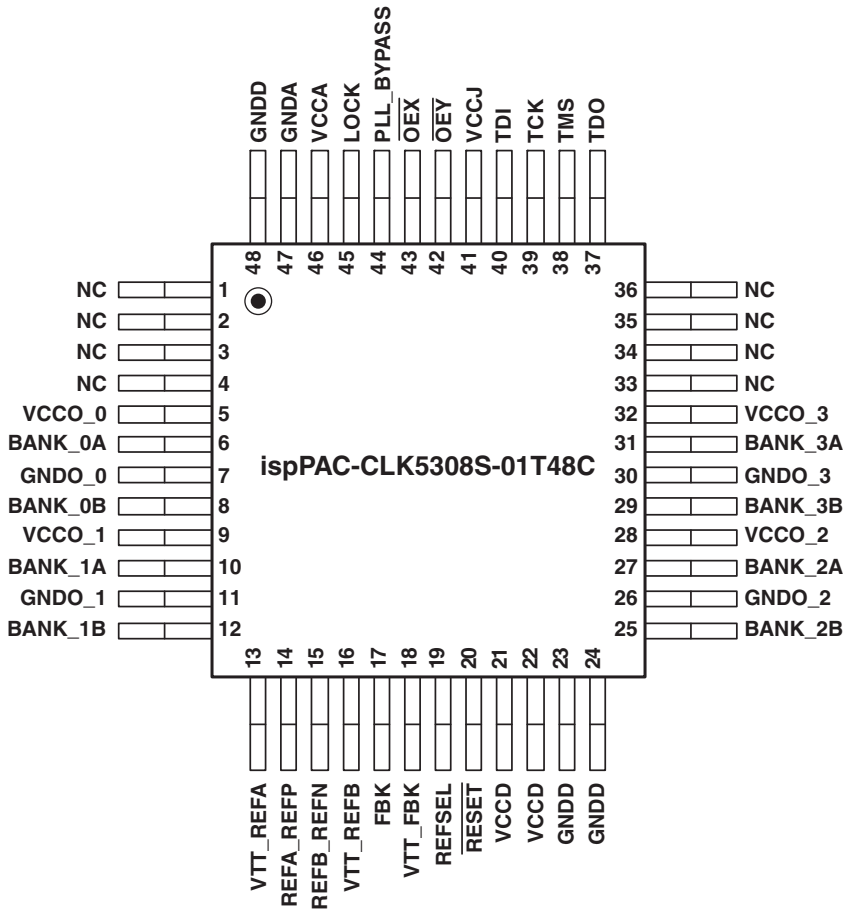 GNDD
GNDA
VCCA
LOCK
PLL_BYPASS
OEX
OEY
VCCJ
TDI
TCK
TMS
TDO
48
47
46
45
44
43
42
41
40
39
38
37
NC 1
NC 2
NC 3
NC 4
VCCO_0 5
BANK_0A 6
GNDO_0 7
BANK_0B 8
VCCO_1 9
BANK_1A 10
GNDO_1 11
BANK_1B 12
ispPAC-CLK5308S-01T48C
36 NC
35 NC
34 NC
33 NC
32 VCCO_3
31 BANK_3A
30 GNDO_3
29 BANK_3B
28 VCCO_2
27 BANK_2A
26 GNDO_2
25 BANK_2B
13
14
15
16
17
18
19
20
21
22
23
24
VTT_REFA
REFA_REFP
REFB_REFN
VTT_REFB
FBK
VTT_FBK
REFSEL
RESET
VCCD
VCCD
GNDD
GNDD